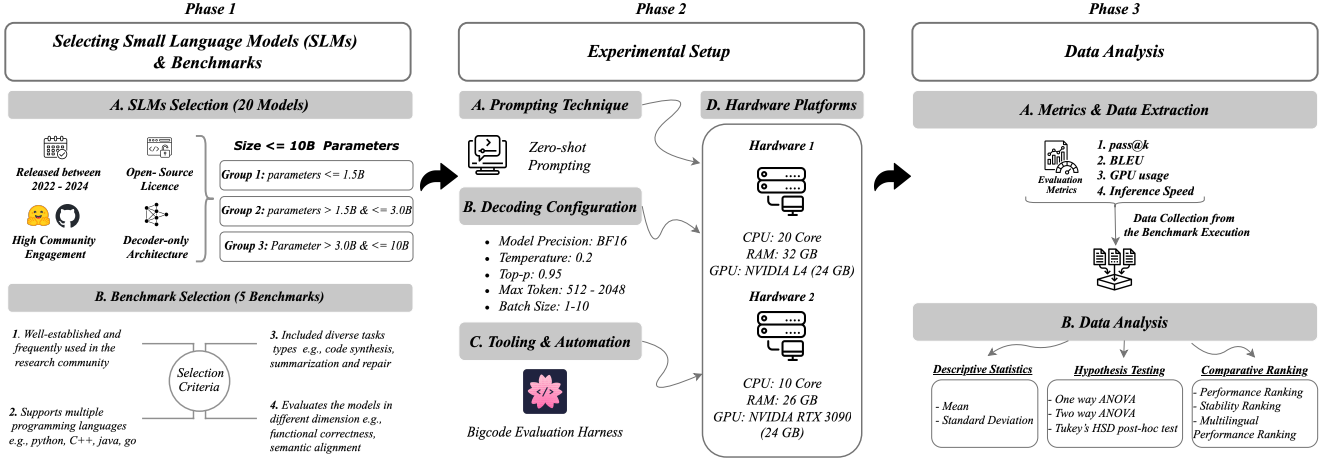 Phase 1
Selecting Small Language Models (SLMs)
& Benchmarks
A. SLMs Selection (20 Models)
Released between
2022 - 2024
Open- Source
Licence
High Community
Engagement
Decoder-only
Architecture
Size <= 10B Parameters
Group 1: parameters <= 1.5B
Group 2: parameters > 1.5B & <= 3.0B
Group 3: Parameter > 3.0B & <= 10B
B. Benchmark Selection (5 Benchmarks)
1. Well-established and
frequently used in the
research community
2. Supports multiple
programming languages
e.g., python, C++, java, go
Selection
Criteria
3. Included diverse tasks
types e.g., code synthesis,
summarization and repair
4. Evaluates the models in
different dimension e.g.,
functional correctness,
semantic alignment
Phase 2
Experimental Setup
A. Prompting Technique
Zero-shot
Prompting
B. Decoding Configuration
• Model Precision: BF16
• Temperature: 0.2
• Top-p: 0.95
• Max Token: 512 - 2048
• Batch Size: 1-10
C. Tooling & Automation
</>
Bigcode Evaluation Harness
D. Hardware Platforms
Hardware 1
CPU: 20 Core
RAM: 32 GB
GPU: NVIDIA L4 (24 GB)
Hardware 2
CPU: 10 Core
RAM: 26 GB
GPU: NVIDIA RTX 3090
(24 GB)
Phase 3
Data Analysis
A. Metrics & Data Extraction
Evaluation
Metrics
1. pass@k
2. BLEU
3. GPU usage
4. Inference Speed
Data Collection from
the Benchmark Execution
B. Data Analysis
Descriptive Statistics
- Mean
- Standard Deviation
Hypothesis Testing
- One way ANOVA
- Two way ANOVA
- Tukey's HSD post-hoc test
Comparative Ranking
- Performance Ranking
- Stability Ranking
- Multilingual
Performance Ranking